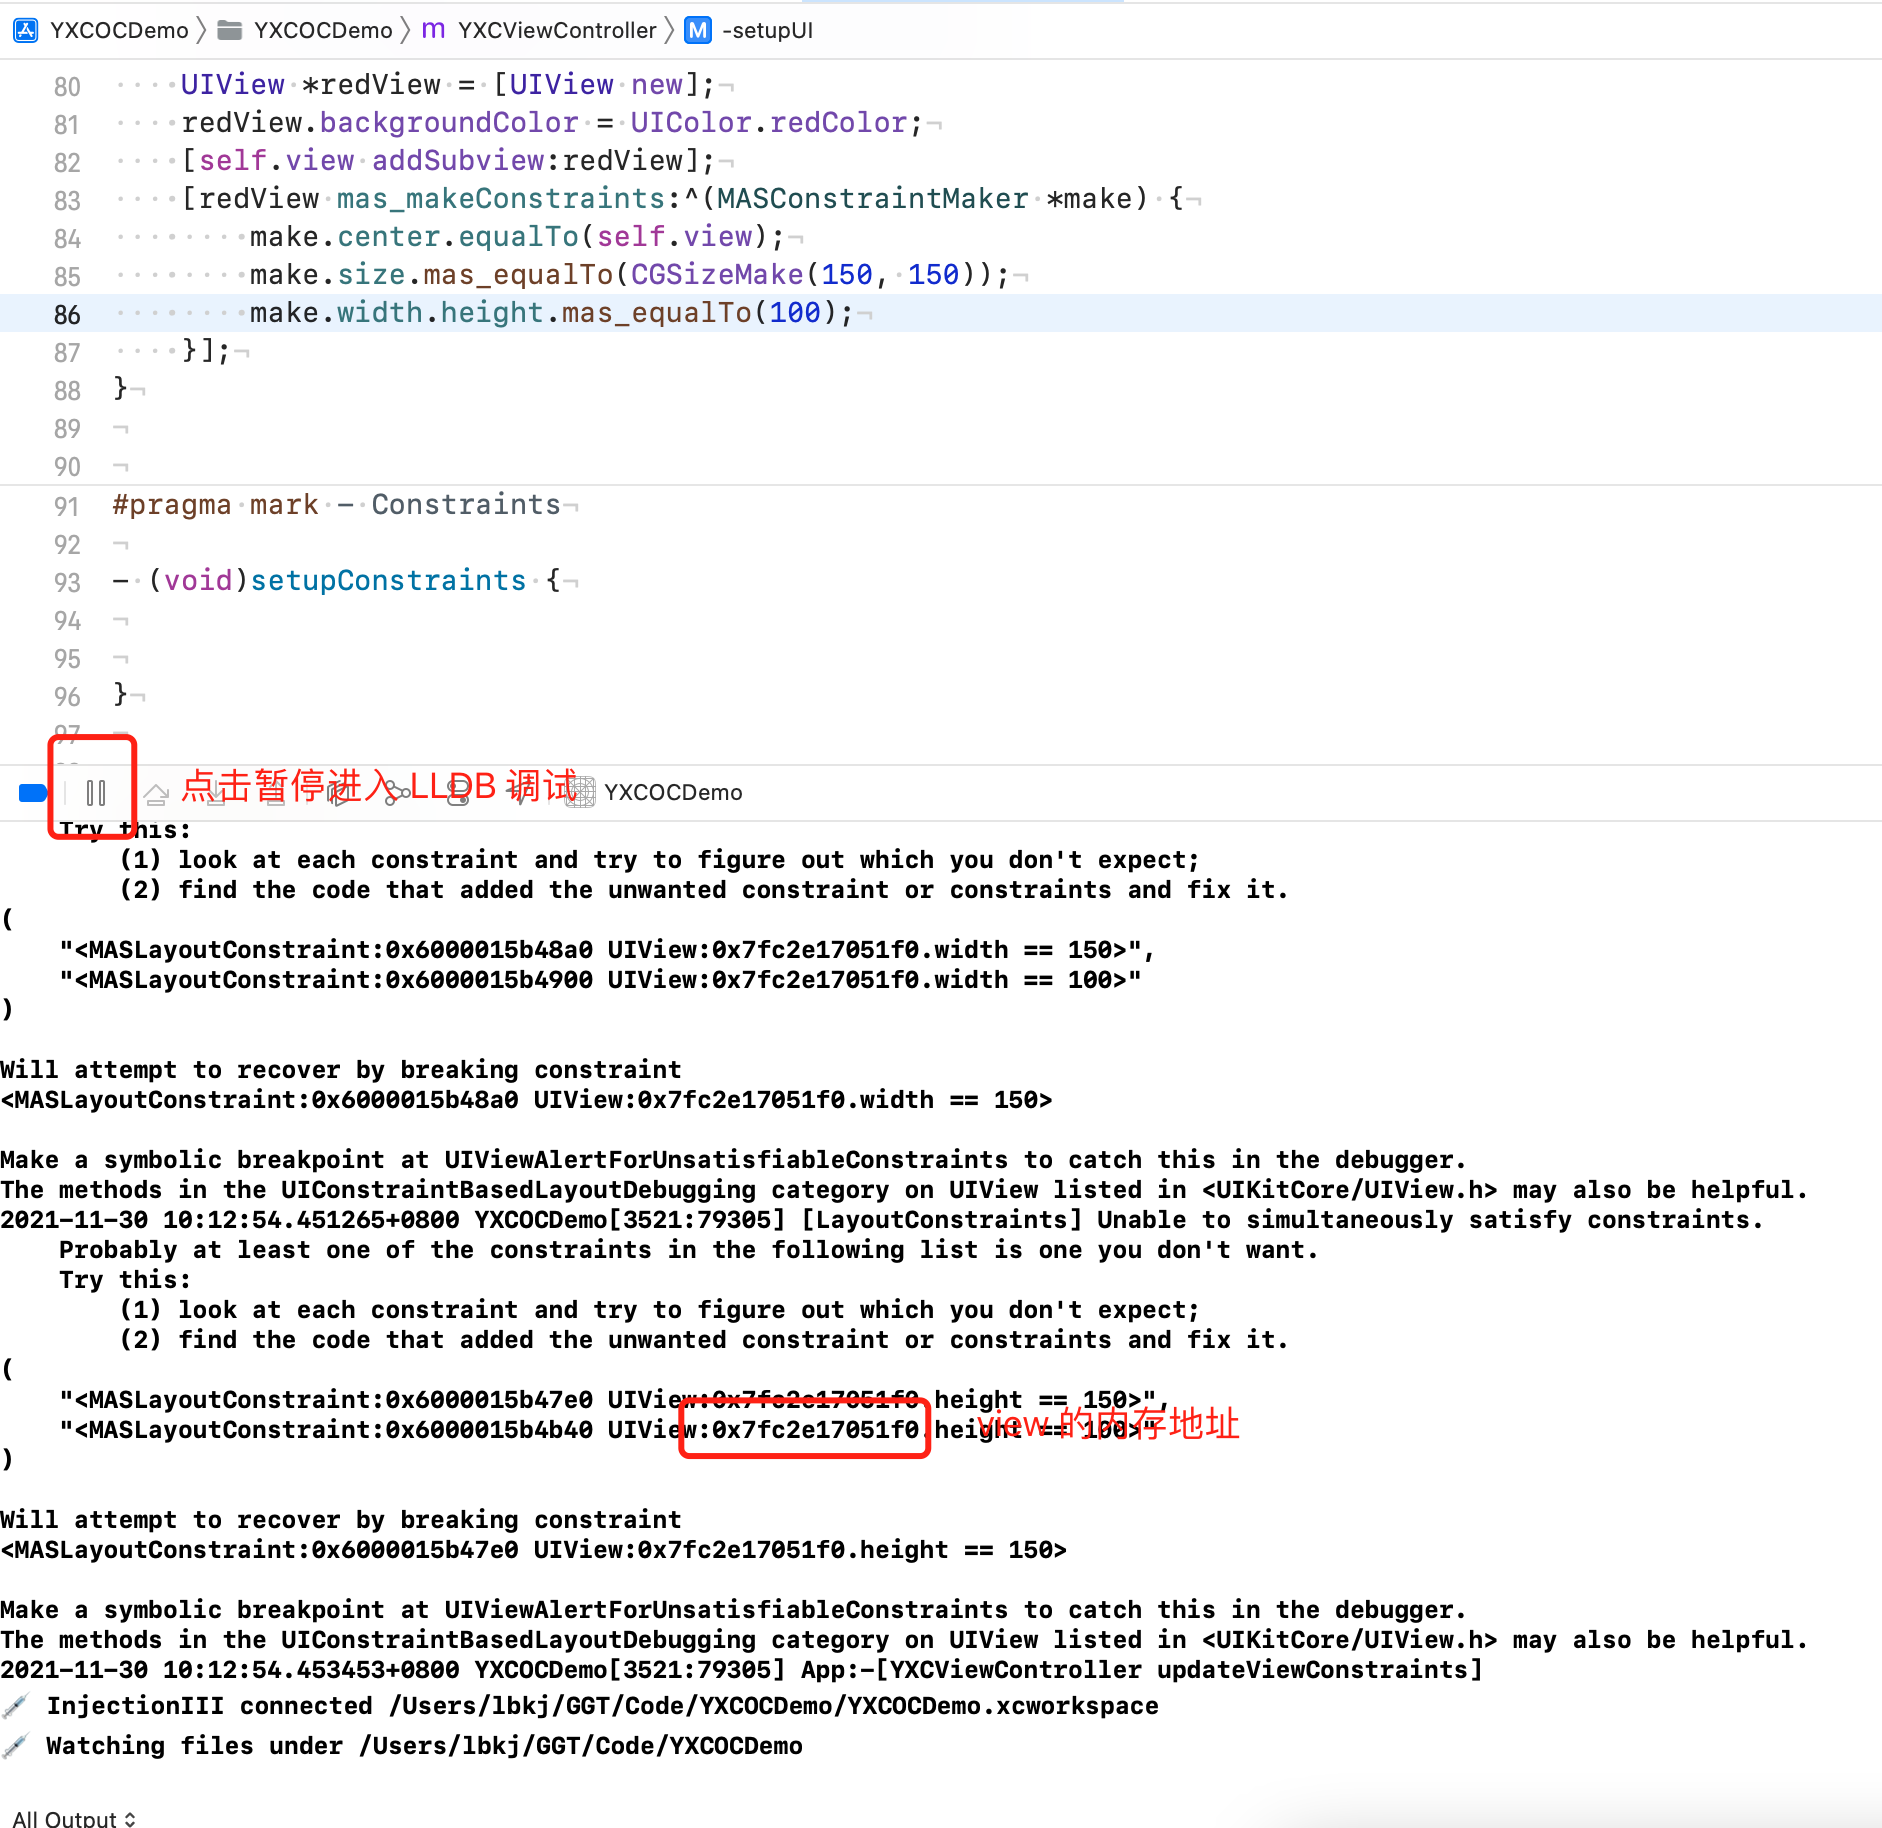 YXCOCDemo 〉 YXCOCDemo 〉 m YXCViewController 〉 M -setupUI
80 ····UIView·*redView·=·[UIView·new];¬
81 ····redView.backgroundColor·=·UIColor.redColor;¬
82 ····[self.view·addSubview:redView];¬
83 ····[redView·mas_makeConstraints:^(MASConstraintMaker·*make)·{¬
84 ········make.center.equalTo(self.view);¬
85 ········make.size.mas_equalTo(CGSizeMake(150,·150));¬
86 ········make.width.height.mas_equalTo(100);¬
87 ····}];¬
88 }¬
89 ¬
90 ¬
91 #pragma·mark·-·Constraints¬
92 ¬
93 -·(void)setupConstraints·{¬
94 ¬
95 ¬
96 }¬
97 ¬
点击暂停进入 LLDB 调试
YXCOCDemo
Try this:
(1) look at each constraint and try to figure out which you don't expect;
(2) find the code that added the unwanted constraint or constraints and fix it.
(
"<MASLayoutConstraint:0x6000015b48a0 UIView:0x7fc2e17051f0.width == 150>",
"<MASLayoutConstraint:0x6000015b4900 UIView:0x7fc2e17051f0.width == 100>"
)
Will attempt to recover by breaking constraint
<MASLayoutConstraint:0x6000015b48a0 UIView:0x7fc2e17051f0.width == 150>
Make a symbolic breakpoint at UIViewAlertForUnsatisfiableConstraints to catch this in the debugger.
The methods in the UIConstraintBasedLayoutDebugging category on UIView listed in <UIKitCore/UIView.h> may also be helpful.
2021-11-30 10:12:54.451265+0800 YXCOCDemo[3521:79305] [LayoutConstraints] Unable to simultaneously satisfy constraints.
Probably at least one of the constraints in the following list is one you don't want.
Try this:
(1) look at each constraint and try to figure out which you don't expect;
(2) find the code that added the unwanted constraint or constraints and fix it.
(
"<MASLayoutConstraint:0x6000015b47e0 UIView:0x7fc2e17051f0.height == 150>",
"<MASLayoutConstraint:0x6000015b4b40 UIView:0x7fc2e17051f0.height == 100>"
view 的内存地址
)
Will attempt to recover by breaking constraint
<MASLayoutConstraint:0x6000015b47e0 UIView:0x7fc2e17051f0.height == 150>
Make a symbolic breakpoint at UIViewAlertForUnsatisfiableConstraints to catch this in the debugger.
The methods in the UIConstraintBasedLayoutDebugging category on UIView listed in <UIKitCore/UIView.h> may also be helpful.
2021-11-30 10:12:54.453453+0800 YXCOCDemo[3521:79305] App:-[YXCViewController updateViewConstraints]
💉 InjectionIII connected /Users/lbkj/GGT/Code/YXCOCDemo/YXCOCDemo.xcworkspace
💉 Watching files under /Users/lbkj/GGT/Code/YXCOCDemo
All Output